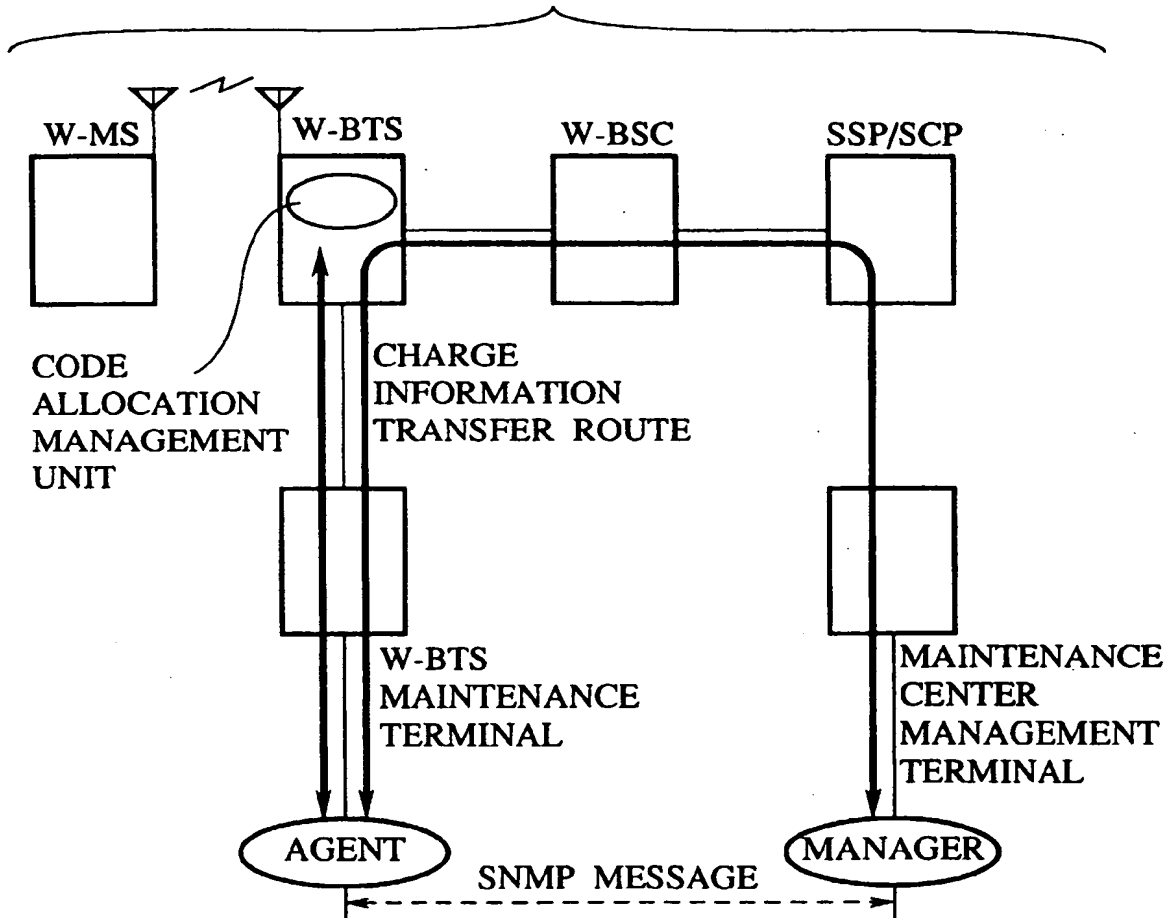 W-MS
W-BTS
W-BSC
SSP/SCP
CODE
ALLOCATION
MANAGEMENT
UNIT
CHARGE
INFORMATION
TRANSFER ROUTE
W-BTS
MAINTENANCE
TERMINAL
MAINTENANCE
CENTER
MANAGEMENT
TERMINAL
AGENT
MANAGER
SNMP MESSAGE